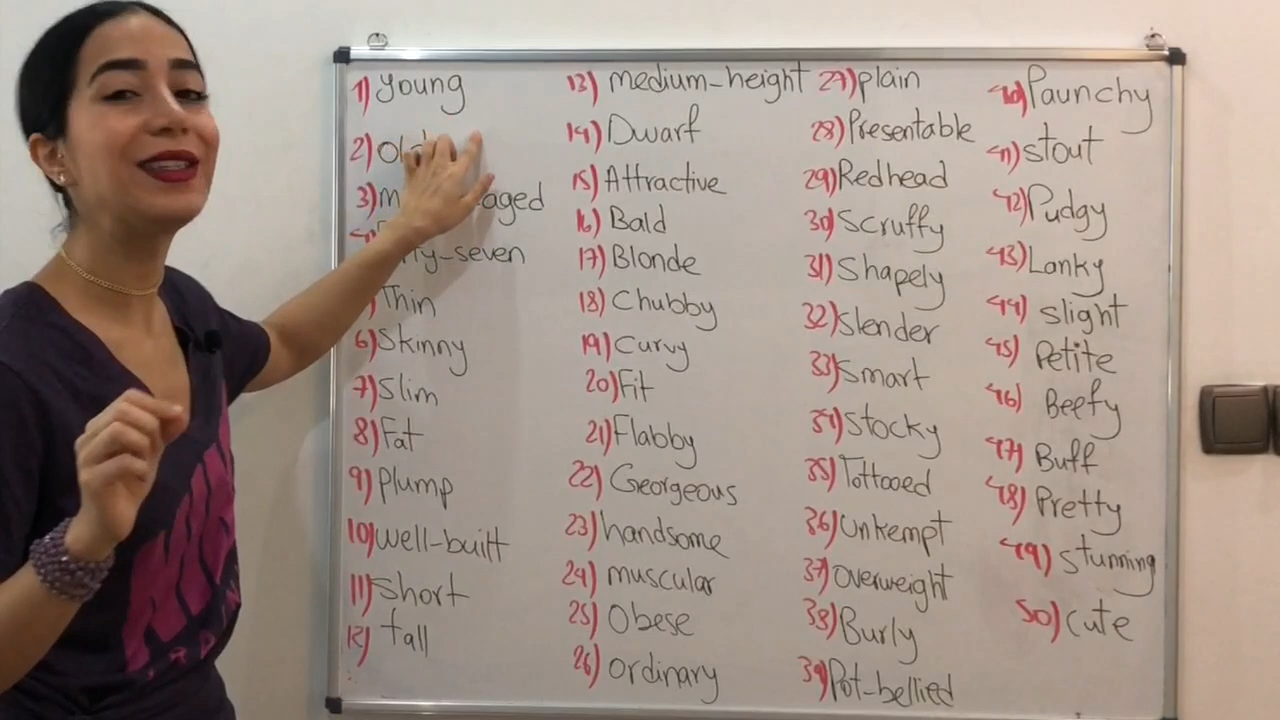 1) Young
2) Old
3) aged
-seven
Thin
6) Skinny
7) Slim
8) Fat
9) Plump
10) well-built
11) Short
12) Tall
13) medium-height
14) Dwarf
15) Attractive
16) Bald
17) Blonde
18) Chubby
19) Curvy
20) Fit
21) Flabby
22) Georgeous
23) handsome
24) muscular
25) Obese
26) ordinary
27) plain
28) Presentable
29) Redhead
30) Scruffy
31) Shapely
32) Slender
33) Smart
34) Stocky
35) Tottooed
36) Unkempt
37) overweight
38) Burly
39) Pot-bellied
40) Paunchy
41) stout
42) Pudgy
43) Lanky
44) slight
45) Petite
46) Beefy
47) Buff
48) Pretty
49) stunning
50) cute